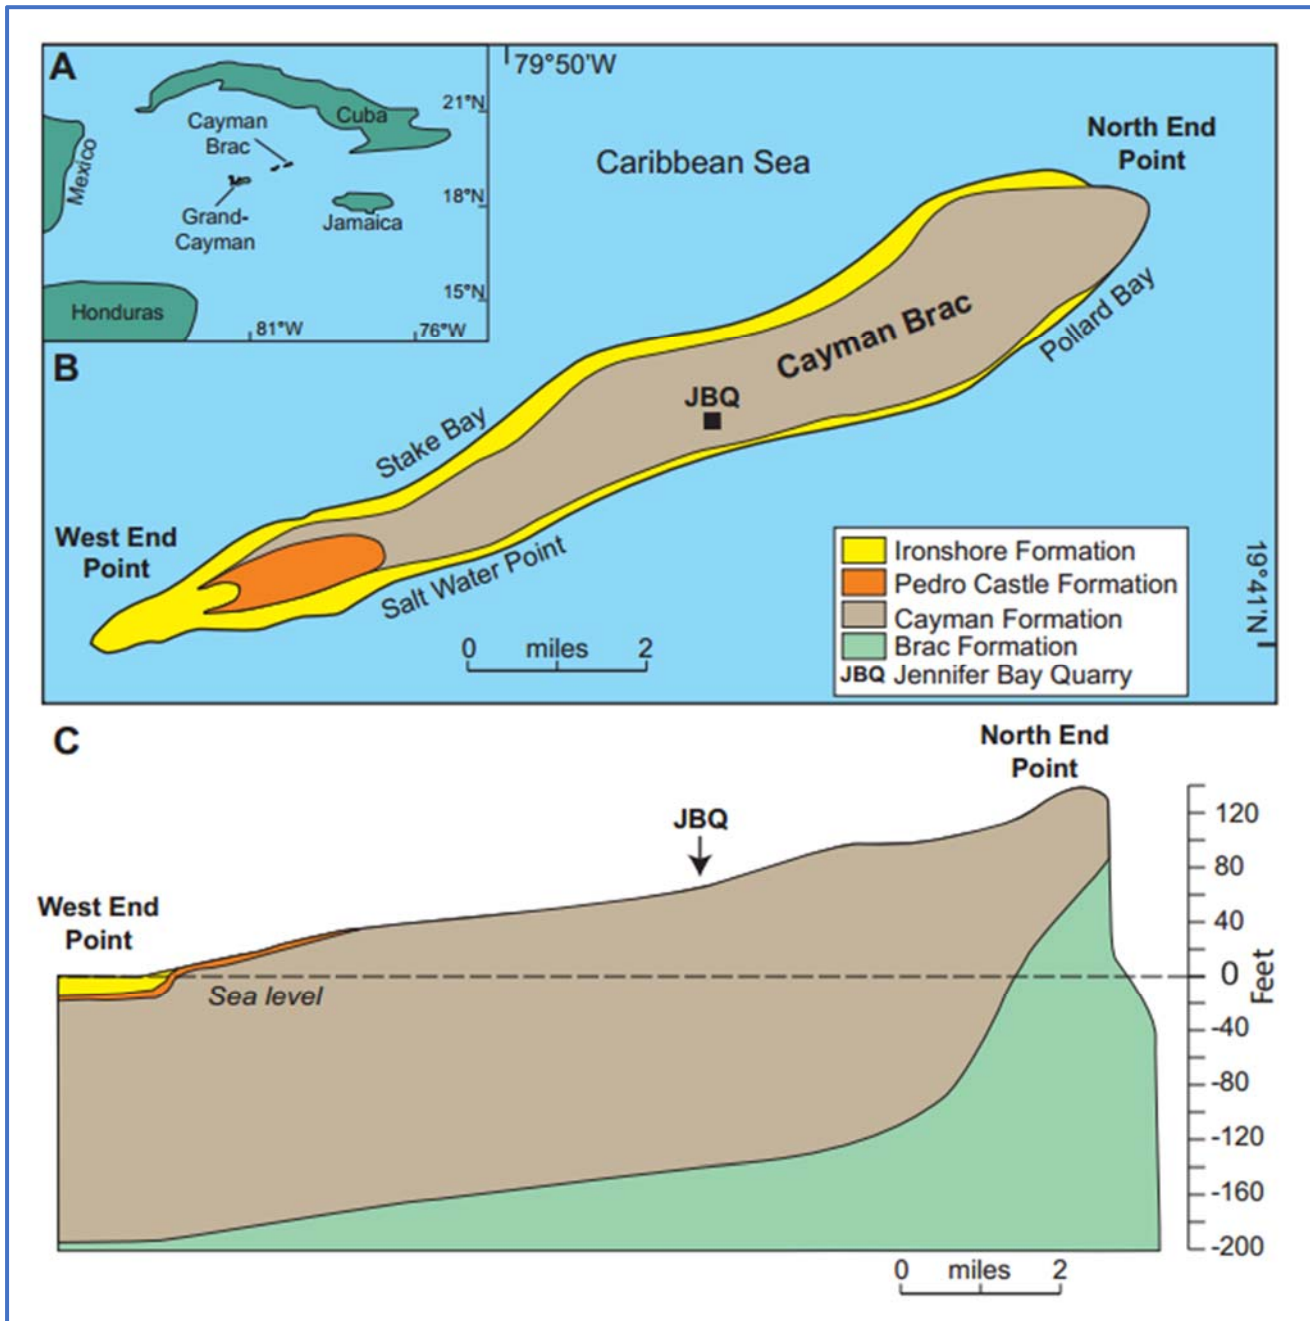 A
79°50'W
21°N
Cuba
Cayman
Brac
Mexico
18°N
Grand-
Cayman
Jamaica
15°N
Honduras
81°W
76°W
Caribbean Sea
North End
Point
B
Cayman Brac
Pollard Bay
JBQ
Stake Bay
West End
Point
Salt Water Point
0 miles 2
19°41'N
Ironshore Formation
Pedro Castle Formation
Cayman Formation
Brac Formation
JBQ Jennifer Bay Quarry
C
North End
Point
JBQ
West End
Point
Sea level
120
80
40
0
-40
-80
-120
-160
-200
Feet
0 miles 2